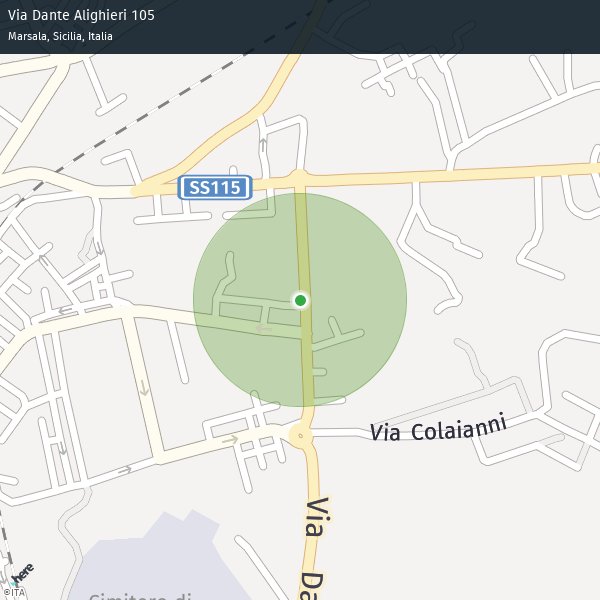 Via Dante Alighieri 105
Marsala, Sicilia, Italia
SS115
Via Colaianni
Via Da
Cimitero di
here
©ITA